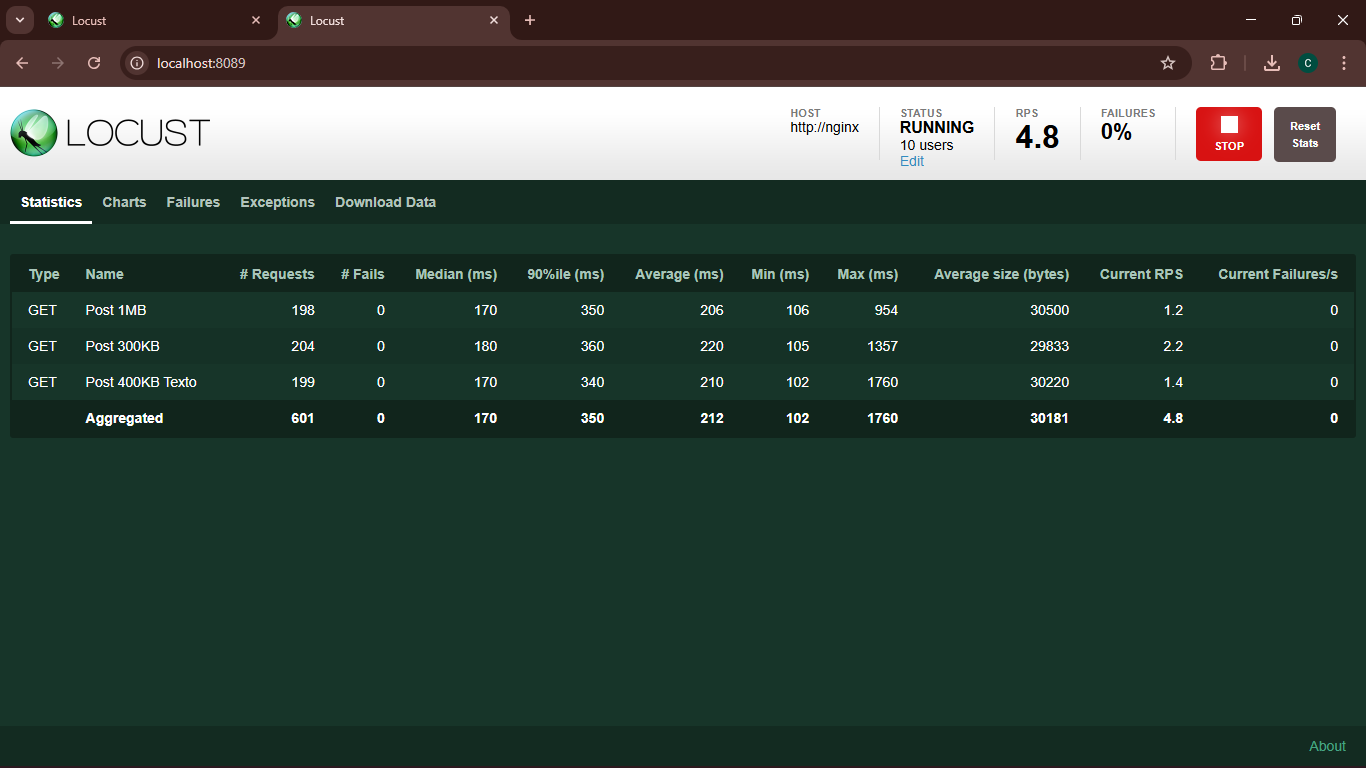 Locust
Locust
localhost:8089
C
LOCUST
HOST
http://nginx
STATUS
RUNNING
10 users
Edit
RPS
4.8
FAILURES
0%
STOP
Reset
Stats
Statistics Charts Failures Exceptions Download Data
Type Name # Requests # Fails Median (ms) 90%ile (ms) Average (ms) Min (ms) Max (ms) Average size (bytes) Current RPS Current Failures/s
GET Post 1MB 198 0 170 350 206 106 954 30500 1.2 0
GET Post 300KB 204 0 180 360 220 105 1357 29833 2.2 0
GET Post 400KB Texto 199 0 170 340 210 102 1760 30220 1.4 0
Aggregated 601 0 170 350 212 102 1760 30181 4.8 0
About